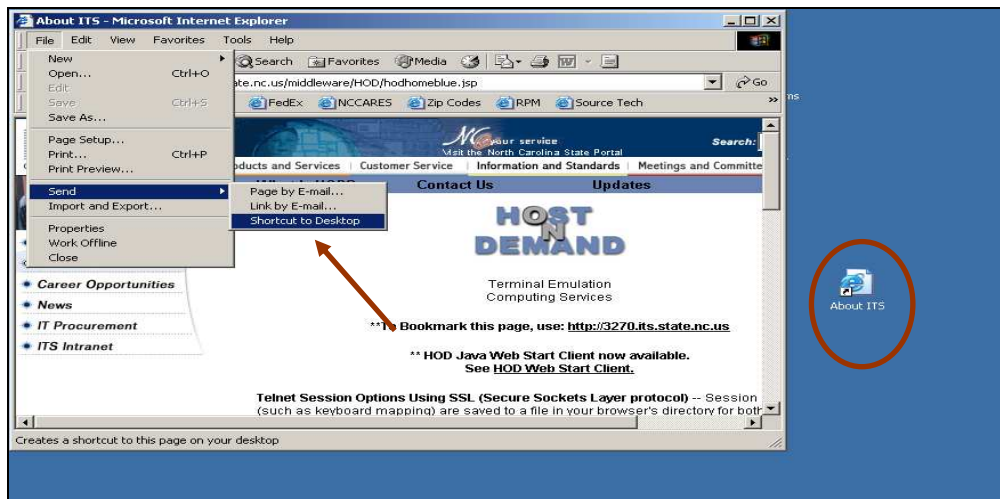 About ITS - Microsoft Internet Explorer
File Edit View Favorites Tools Help
New
Open... Ctrl+O
Edit
Save Ctrl+S
Save As...
Page Setup...
Print... Ctrl+P
Print Preview...
Send
Import and Export...
Properties
Work Offline
Close
Page by E-mail...
Link by E-mail...
Shortcut to Desktop
Search Favorites Media
ate.nc.us/middleware/HOD/hodhomeblue.jsp Go
FedEx NCCARES Zip Codes RPM Source Tech »
ms
NC @ your service
Visit the North Carolina State Portal
Search:
oducts and Services Customer Service Information and Standards Meetings and Committe
Contact Us Updates
HOST
N
DEMAND
Career Opportunities
News
IT Procurement
ITS Intranet
Terminal Emulation
Computing Services
**To Bookmark this page, use: http://3270.its.state.nc.us
** HOD Java Web Start Client now available.
See HOD Web Start Client.
Telnet Session Options Using SSL (Secure Sockets Layer protocol) -- Session
(such as keyboard mapping) are saved to a file in your browser's directory for both
Creates a shortcut to this page on your desktop
About ITS